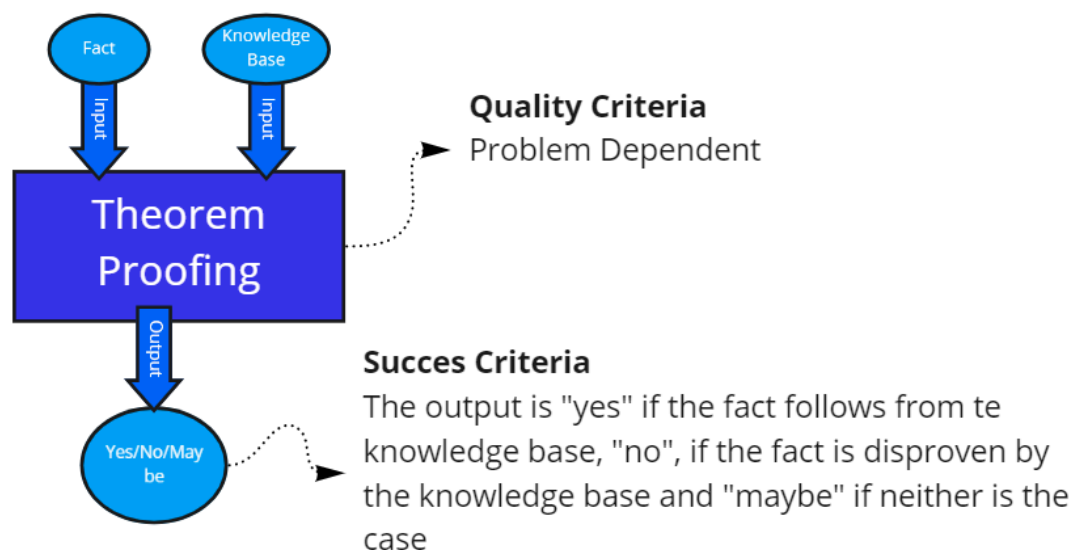 Fact
Knowledge
Base
Input
Input
Quality Criteria
Problem Dependent
Theorem
Proofing
Output
Succes Criteria
The output is "yes" if the fact follows from te
knowledge base, "no", if the fact is disproven by
the knowledge base and "maybe" if neither is the
case
Yes/No/May
be